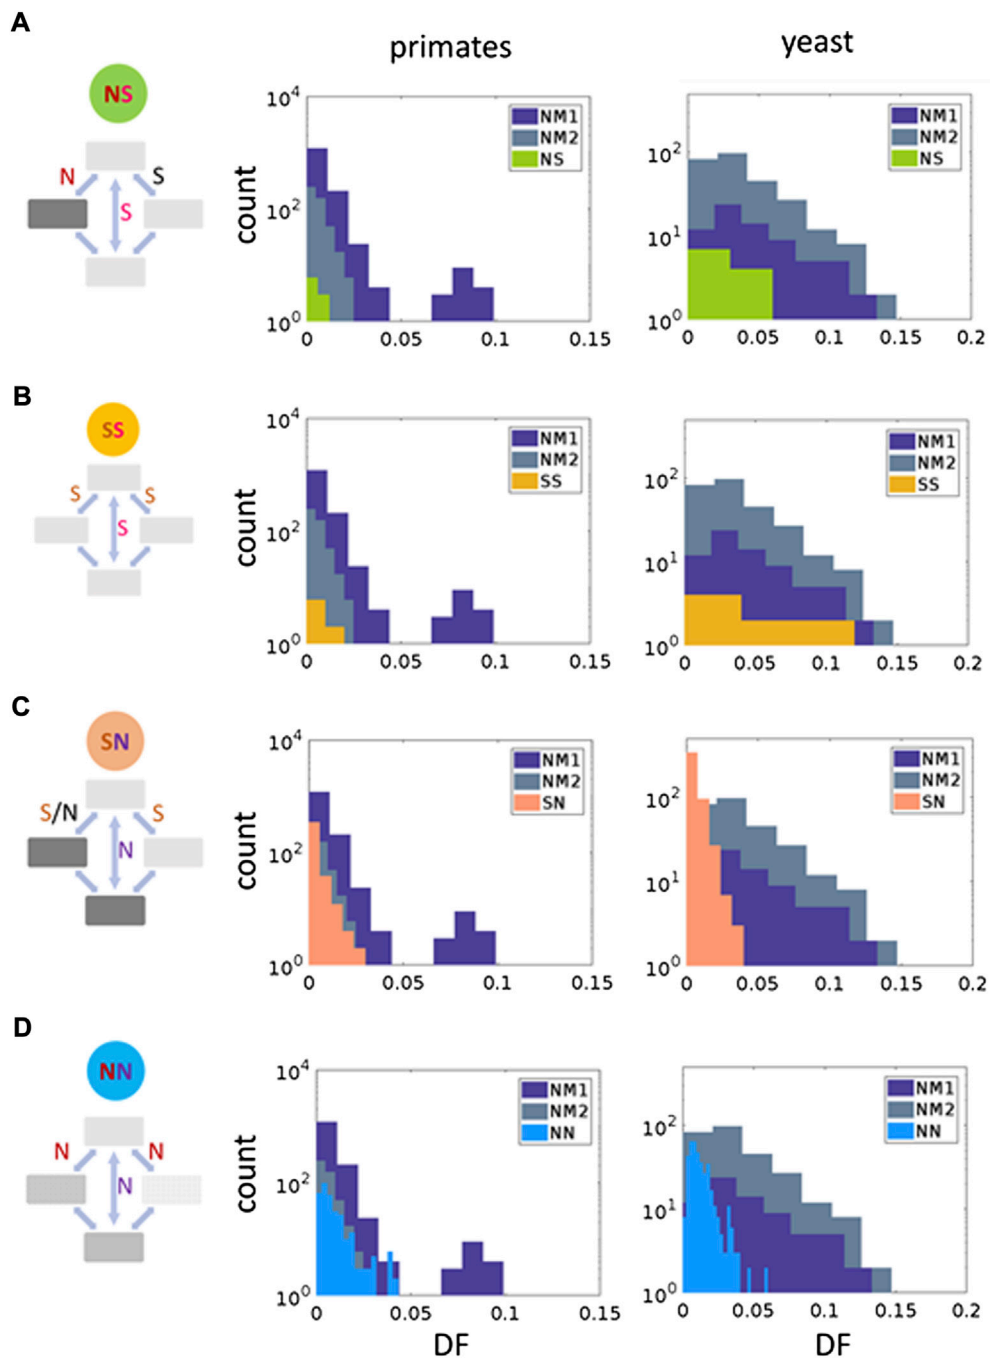 A
primates
yeast
NS
N
S
S
count
10^4
10^2
10^0
0
0.05
0.1
0.15
NM1
NM2
NS
10^2
10^1
10^0
0
0.05
0.1
0.15
0.2
NM1
NM2
NS
B
SS
S
S
S
count
10^4
10^2
10^0
0
0.05
0.1
0.15
NM1
NM2
SS
10^2
10^1
10^0
0
0.05
0.1
0.15
0.2
NM1
NM2
SS
C
SN
S/N
S
N
count
10^4
10^2
10^0
0
0.05
0.1
0.15
NM1
NM2
SN
10^2
10^1
10^0
0
0.05
0.1
0.15
0.2
NM1
NM2
SN
D
NN
N
N
N
count
10^4
10^2
10^0
0
0.05
0.1
0.15
NM1
NM2
NN
DF
10^2
10^1
10^0
0
0.05
0.1
0.15
0.2
NM1
NM2
NN
DF